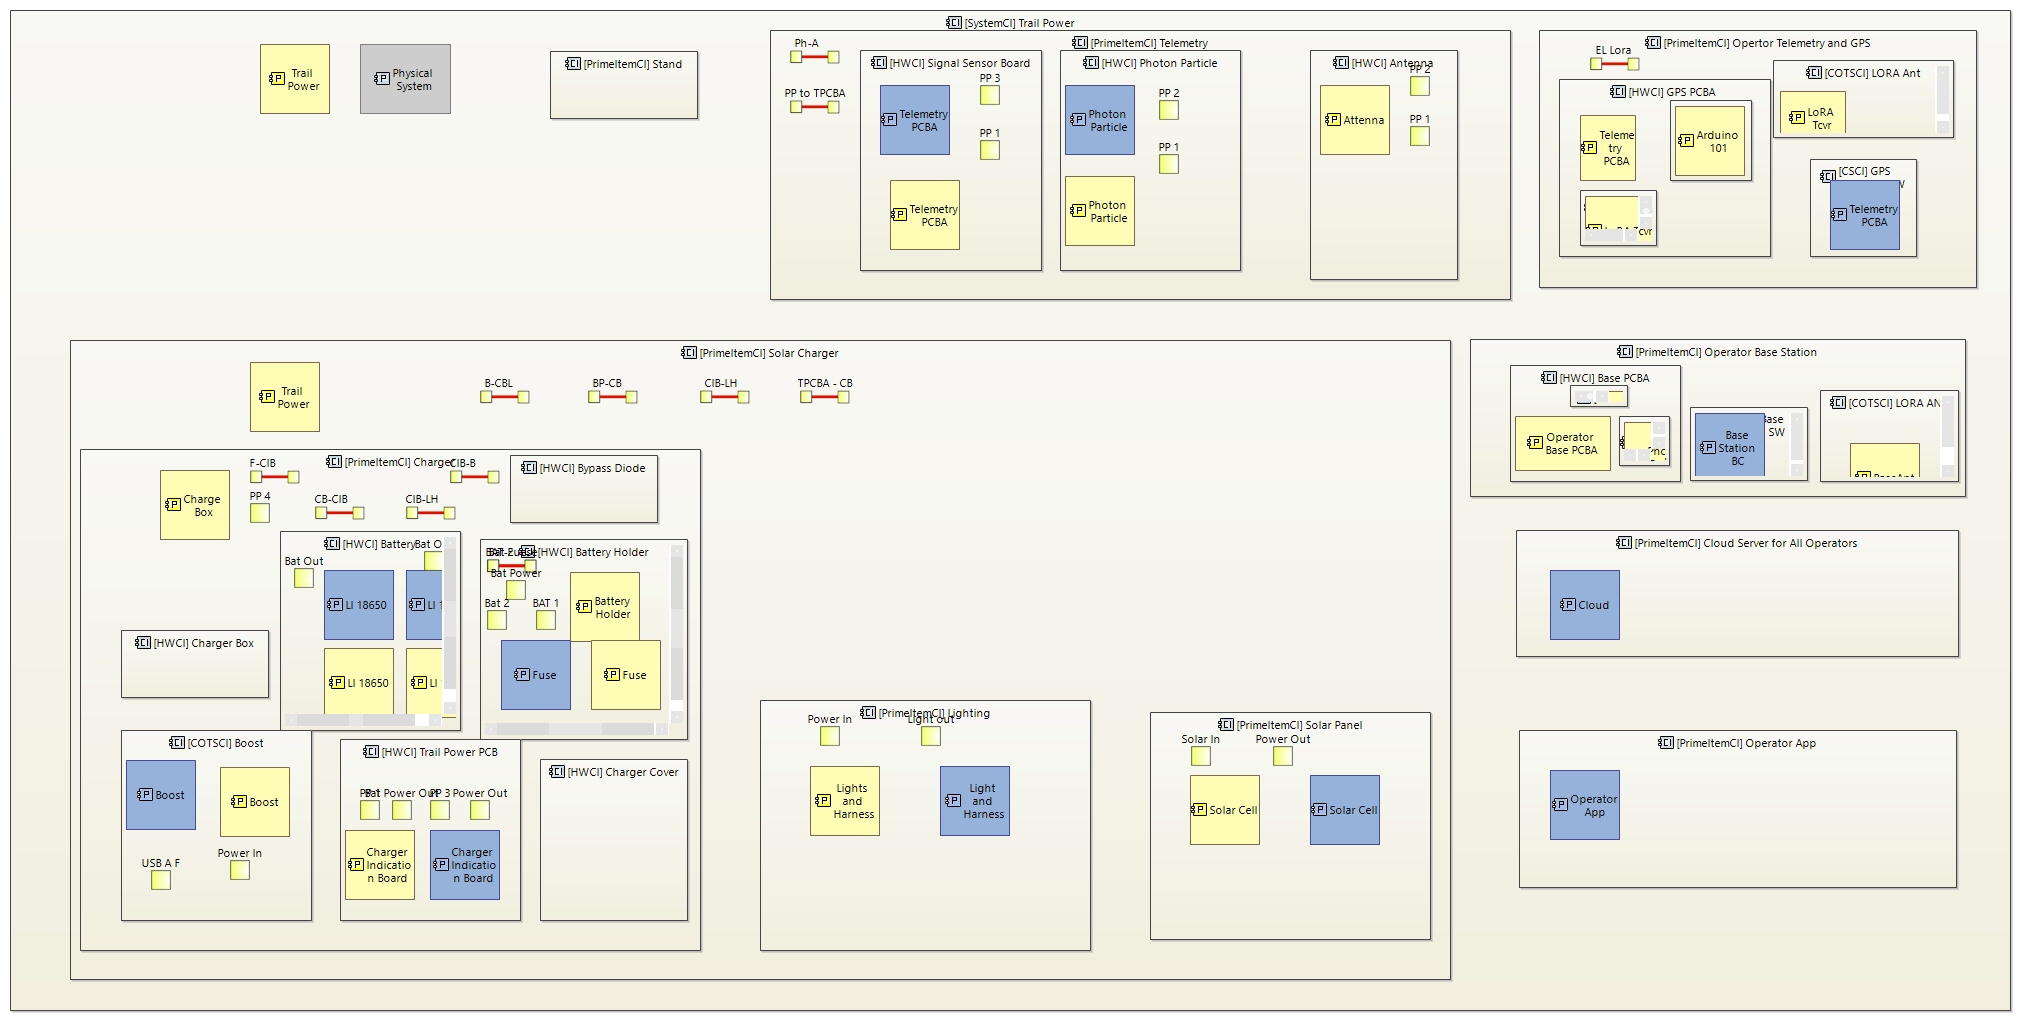 [SystemCI] Trail Power
Trail
Power
Physical
System
[PrimeItemCI] Stand
[PrimeItemCI] Telemetry
Ph-A
PP to TPCBA
[HWCI] Signal Sensor Board
Telemetry
PCBA
PP 3
PP 1
Telemetry
PCBA
[HWCI] Photon Particle
Photon
Particle
PP 2
PP 1
Photon
Particle
[HWCI] Antenna
PP 2
Attenna
PP 1
[PrimeItemCI] Opertor Telemetry and GPS
EL Lora
[HWCI] GPS PCBA
Teleme
try
PCBA
Arduino
101
[COTSCI] LORA Ant
LoRA
Tcvr
[CSCI] GPS
Telemetry
PCBA
[PrimeItemCI] Solar Charger
Trail
Power
B-CBL
BP-CB
CIB-LH
TPCBA - CB
[PrimeItemCI] Charger
F-CIB
CIB-B
Charge
Box
PP 4
CB-CIB
CIB-LH
[HWCI] Bypass Diode
[HWCI] Battery
Bat O
Bat Out
LI 18650
LI 1
LI 18650
LI
[HWCI] Battery Holder
Bat Power
Bat 2
BAT 1
Battery
Holder
Fuse
Fuse
[HWCI] Charger Box
[COTSCI] Boost
Boost
Boost
USB A F
Power In
[HWCI] Trail Power PCB
PP 1
Bat Power Out
PP 3
Power Out
Charger
Indicatio
n Board
Charger
Indicatio
n Board
[HWCI] Charger Cover
[PrimeItemCI] Lighting
Power In
Light out
Lights
and
Harness
Light
and
Harness
[PrimeItemCI] Solar Panel
Solar In
Power Out
Solar Cell
Solar Cell
[PrimeItemCI] Operator Base Station
[HWCI] Base PCBA
Operator
Base PCBA
Base
SW
Base
Station
BC
[COTSCI] LORA AN
[PrimeItemCI] Cloud Server for All Operators
Cloud
[PrimeItemCI] Operator App
Operator
App